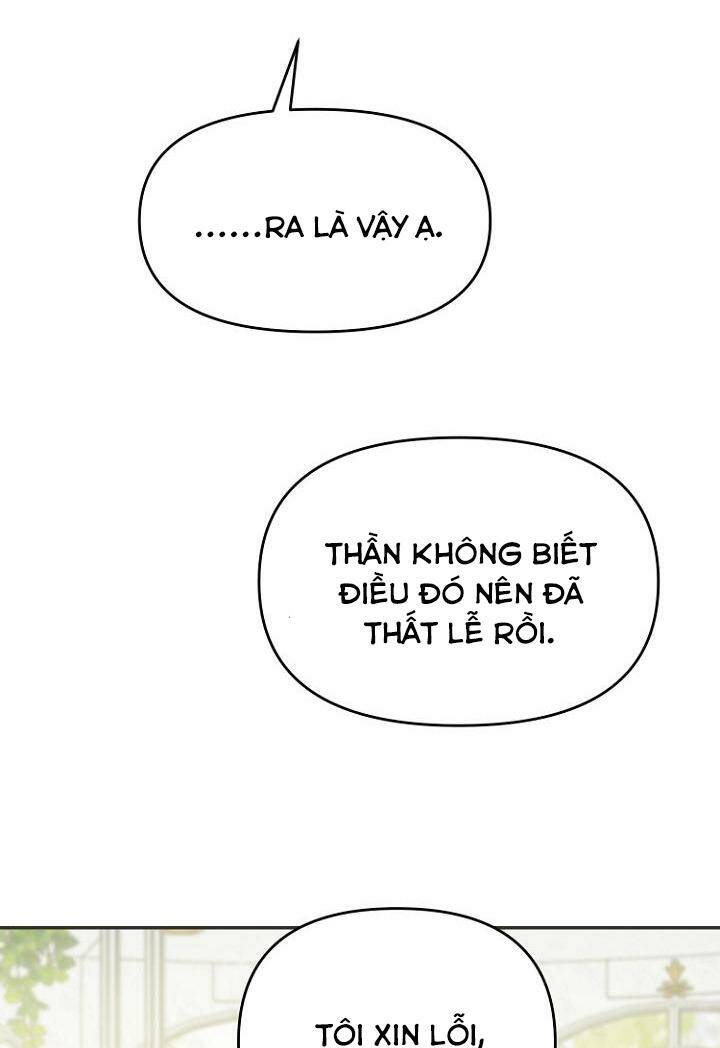 ......RA LÀ VẬY Ạ.
THẦN KHÔNG BIẾT
ĐIỀU ĐÓ NÊN ĐÃ
THẤT LỄ RỒI.
TÔI XIN LỖI,